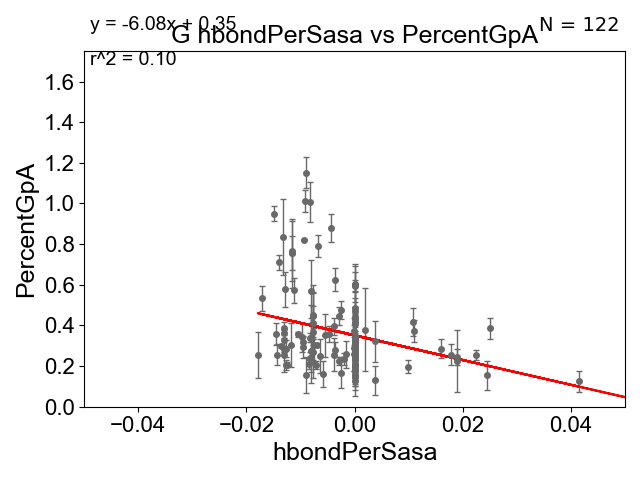 y = -6.08x + 0.35
G hbondPerSasa vs PercentGpA
N = 122
r^2 = 0.10
PercentGpA
1.6
1.4
1.2
1.0
0.8
0.6
0.4
0.2
0.0
−0.04
−0.02
0.00
0.02
0.04
hbondPerSasa